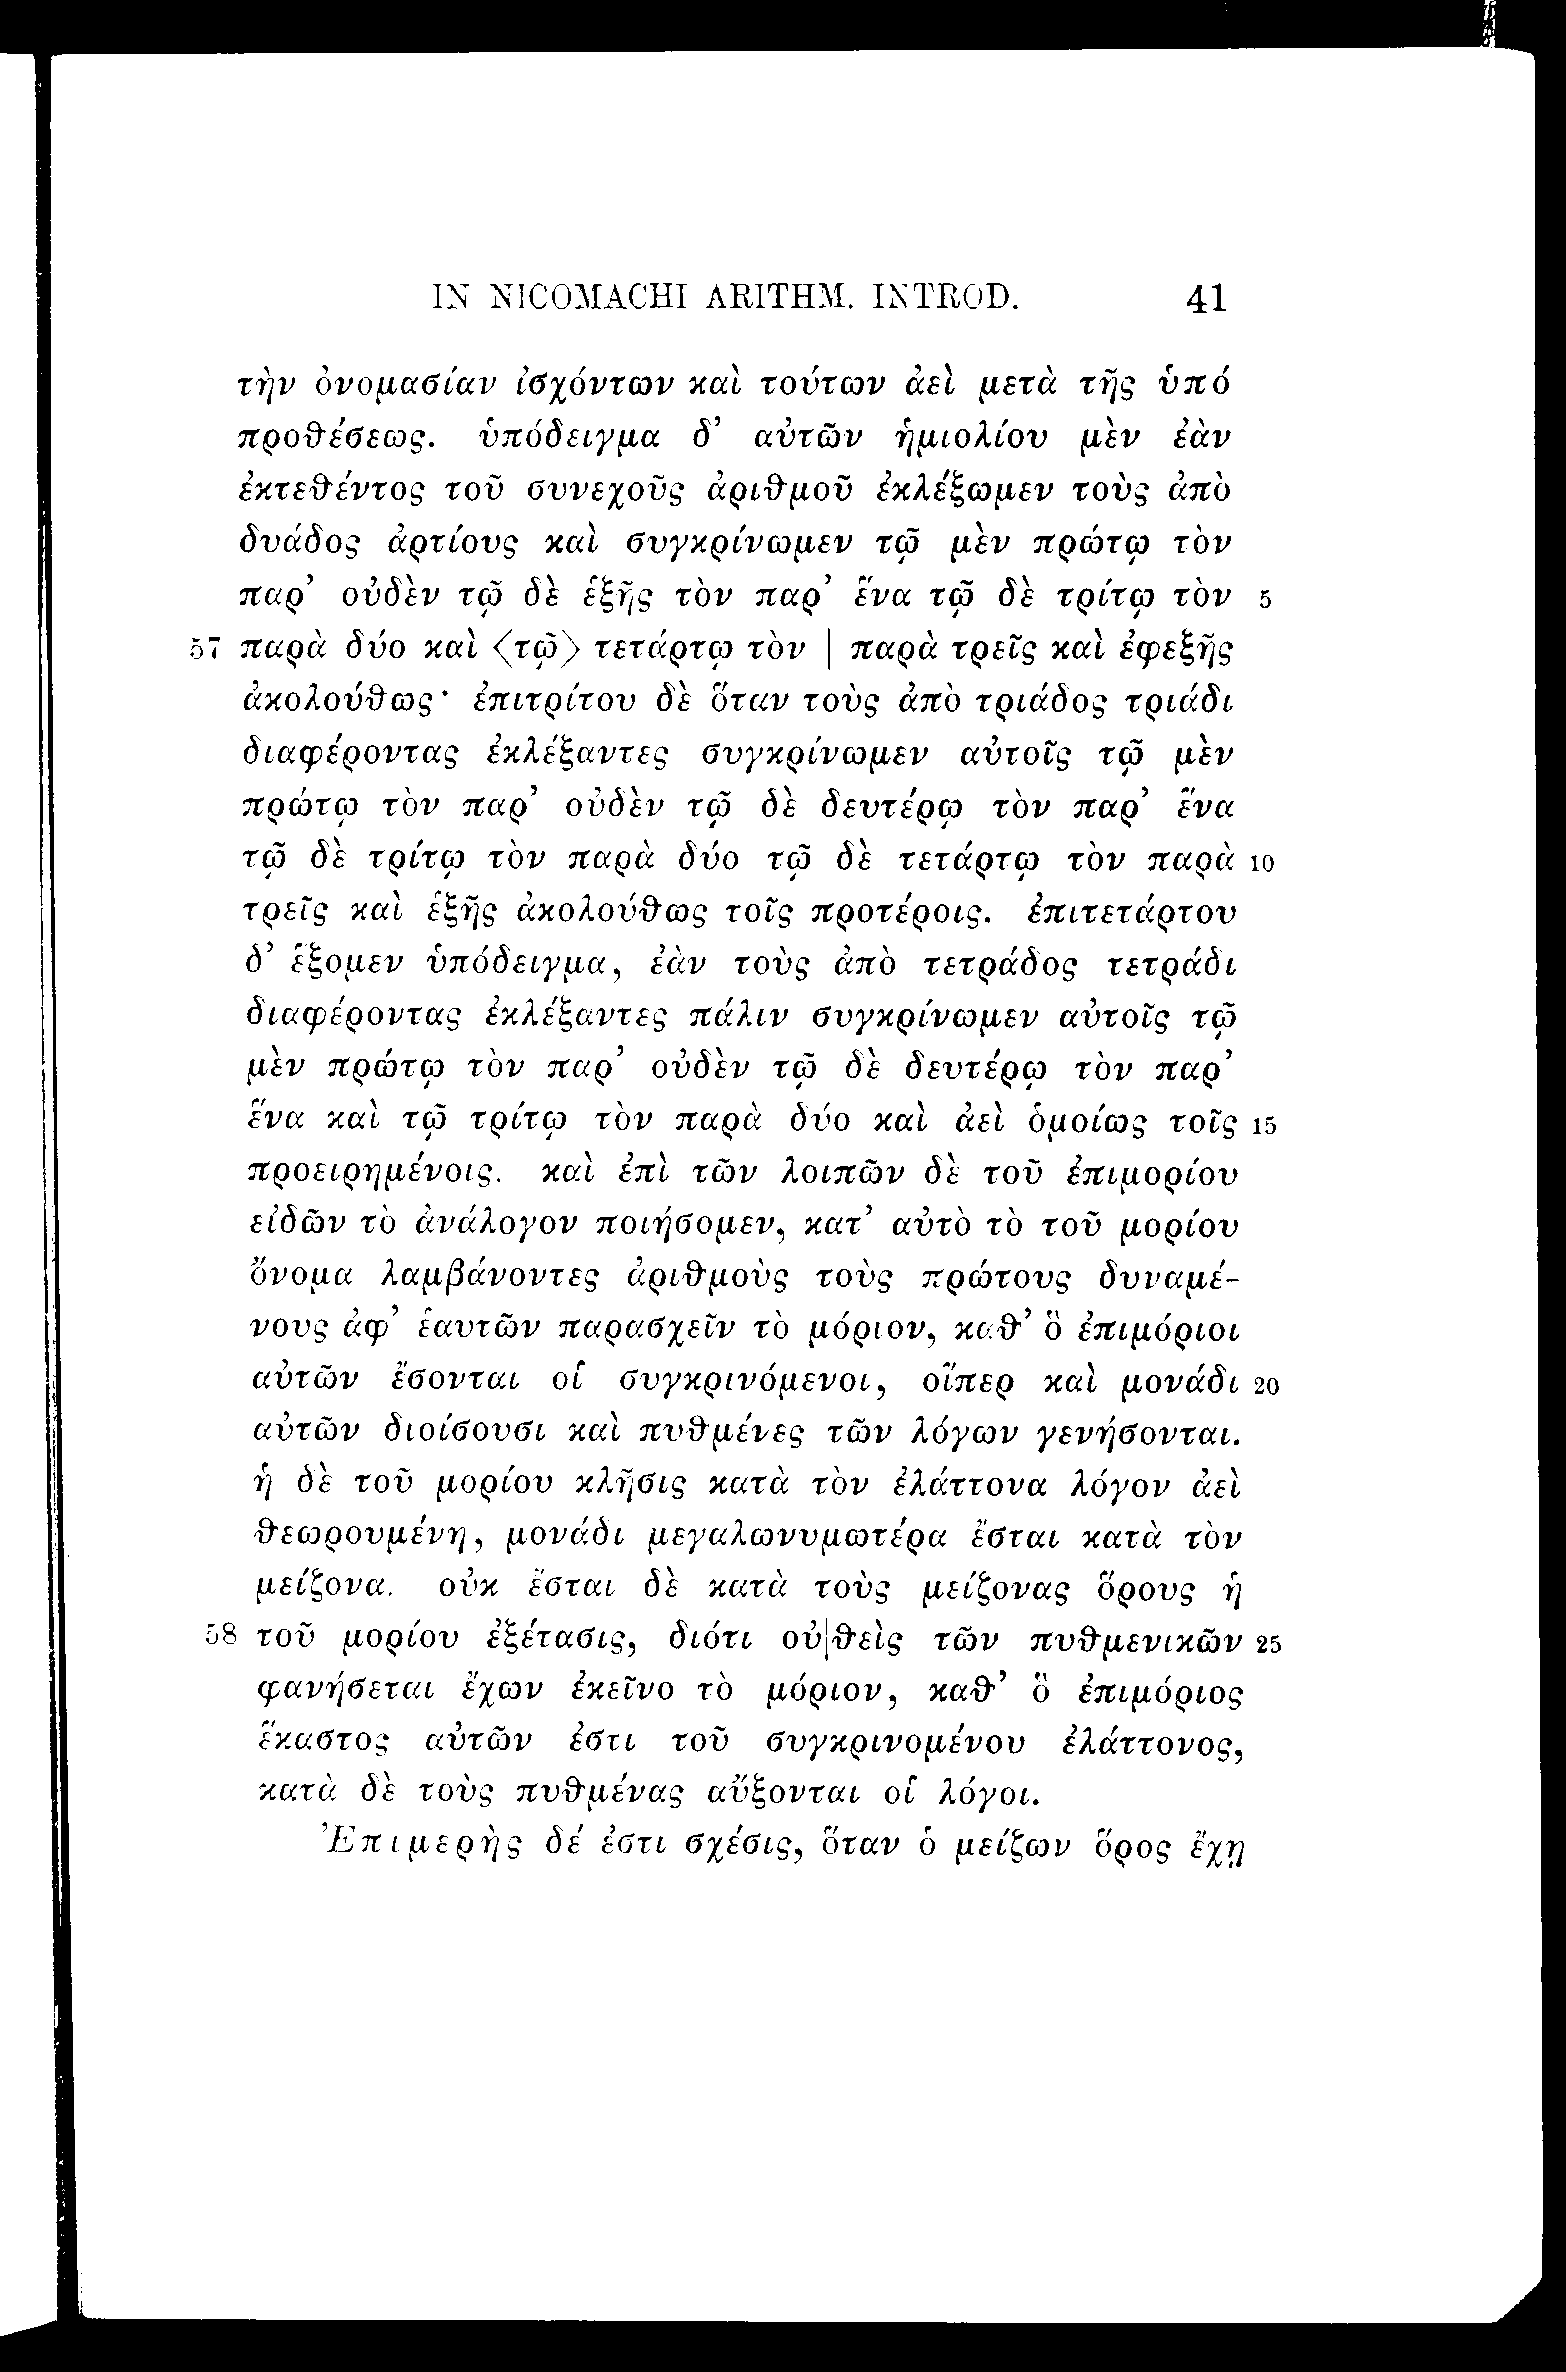 IN NICOMACHI ARITHM. INTROD. 41
τὴν ὀνομασίαν ἰσχόντων καὶ τούτων ἀεὶ μετὰ τῆς ὑπό
προθέσεως. ὑπόδειγμα δ’ αὐτῶν ἡμιολίου μὲν ἐὰν
ἐκτεθέντος τοῦ συνεχοῦς ἀριθμοῦ ἐκλέξωμεν τοὺς ἀπὸ
δυάδος ἀρτίους καὶ συγκρίνωμεν τῷ μὲν πρώτῳ τὸν
παρ’ οὐδὲν τῷ δὲ ἑξῆς τὸν παρ’ ἕνα τῷ δὲ τρίτῳ τὸν 5
57 παρὰ δύο καὶ 〈τῷ〉 τετάρτῳ τὸν | παρὰ τρεῖς καὶ ἐφεξῆς
ἀκολούθως· ἐπιτρίτου δὲ ὅταν τοὺς ἀπὸ τριάδος τριάδι
διαφέροντας ἐκλέξαντες συγκρίνωμεν αὐτοῖς τῷ μὲν
πρώτῳ τὸν παρ’ οὐδὲν τῷ δὲ δευτέρῳ τὸν παρ’ ἕνα
τῷ δὲ τρίτῳ τὸν παρὰ δύο τῷ δὲ τετάρτῳ τὸν παρὰ 10
τρεῖς καὶ ἑξῆς ἀκολούθως τοῖς προτέροις. ἐπιτετάρτου
δ’ ἕξομεν ὑπόδειγμα, ἐὰν τοὺς ἀπὸ τετράδος τετράδι
διαφέροντας ἐκλέξαντες πάλιν συγκρίνωμεν αὐτοῖς τῷ
μὲν πρώτῳ τὸν παρ’ οὐδὲν τῷ δὲ δευτέρῳ τὸν παρ’
ἕνα καὶ τῷ τρίτῳ τὸν παρὰ δύο καὶ ἀεὶ ὁμοίως τοῖς 15
προειρημένοις. καὶ ἐπὶ τῶν λοιπῶν δὲ τοῦ ἐπιμορίου
εἰδῶν τὸ ἀνάλογον ποιήσομεν, κατ’ αὐτὸ τὸ τοῦ μορίου
ὄνομα λαμβάνοντες ἀριθμοὺς τοὺς πρώτους δυναμέ-
νους ἀφ’ ἑαυτῶν παρασχεῖν τὸ μόριον, καθ’ ὃ ἐπιμόριοι
αὐτῶν ἔσονται οἱ συγκρινόμενοι, οἵπερ καὶ μονάδι 20
αὐτῶν διοίσουσι καὶ πυθμένες τῶν λόγων γενήσονται.
ἡ δὲ τοῦ μορίου κλῆσις κατὰ τὸν ἐλάττονα λόγον ἀεὶ
θεωρουμένη, μονάδι μεγαλωνυμωτέρα ἔσται κατὰ τὸν
μείζονα. οὐκ ἔσται δὲ κατὰ τοὺς μείζονας ὅρους ἡ
58 τοῦ μορίου ἐξέτασις, διότι οὐ|θεὶς τῶν πυθμενικῶν 25
φανήσεται ἔχων ἐκεῖνο τὸ μόριον, καθ’ ὃ ἐπιμόριος
ἕκαστος αὐτῶν ἐστι τοῦ συγκρινομένου ἐλάττονος,
κατὰ δὲ τοὺς πυθμένας αὔξονται οἱ λόγοι.
Ἐπιμερὴς δέ ἐστι σχέσις, ὅταν ὁ μείζων ὅρος ἔχῃ